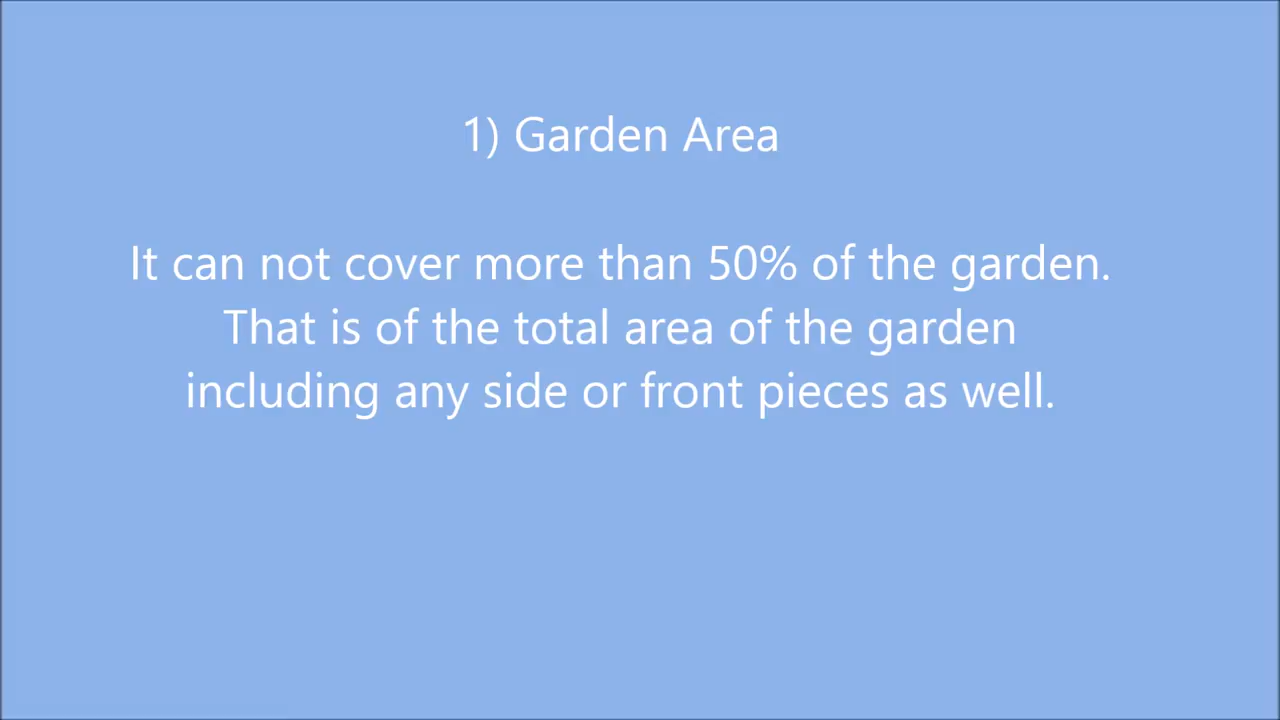 1) Garden Area
It can not cover more than 50% of the garden.
That is of the total area of the garden
including any side or front pieces as well.